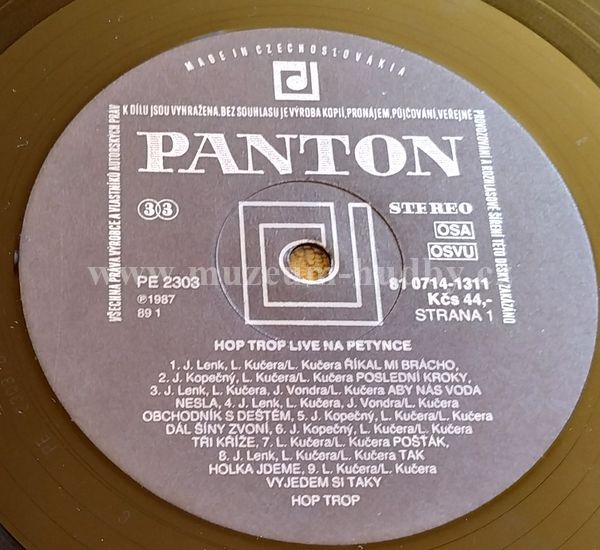 MADE IN CZECHOSLOVAKIA
VŠECHNA PRÁVA VÝROBCE A VLASTNÍKŮ AUTORSKÝCH PRÁV
K DÍLU JSOU VYHRAŽENA. BEZ SOUHLASU JE VÝROBA KOPIÍ, PRONÁJEM, PŮJČOVÁNÍ, VEŘEJNÉ
PROVOZOVÁNÍ A ROZHLASOVÉ ŠÍŘENÍ TÉTO DESKY ZAKÁZÁNO
PANTON
33
STEREO
OSA
OSVU
www.muzeum-hudby.cz
PE 2303
81 0714-1311
℗1987
Kčs 44,-
89 1
STRANA 1
HOP TROP LIVE NA PETYNCE
1. J. Lenk, L. Kučera/L. Kučera ŘÍKAL MI BRÁCHO,
2. J. Kopečný, L. Kučera/L. Kučera POSLEDNÍ KROKY,
3. J. Lenk, L. Kučera, J. Vondra/L. Kučera ABY NÁS VODA
NESLA, 4. J. Lenk, L. Kučera, J. Vondra/L. Kučera
OBCHODNÍK S DEŠTĚM, 5. J. Kopečný, L. Kučera/L. Kučera
DÁL ŠÍNY ZVONÍ, 6. J. Kopečný, L. Kučera/L. Kučera
TŘI KŘÍŽE, 7. L. Kučera/L. Kučera POŠŤÁK,
8. J. Lenk, L. Kučera/L. Kučera TAK
HOLKA JDEME, 9. L. Kučera/L. Kučera
VYJEDEM SI TAKY
HOP TROP